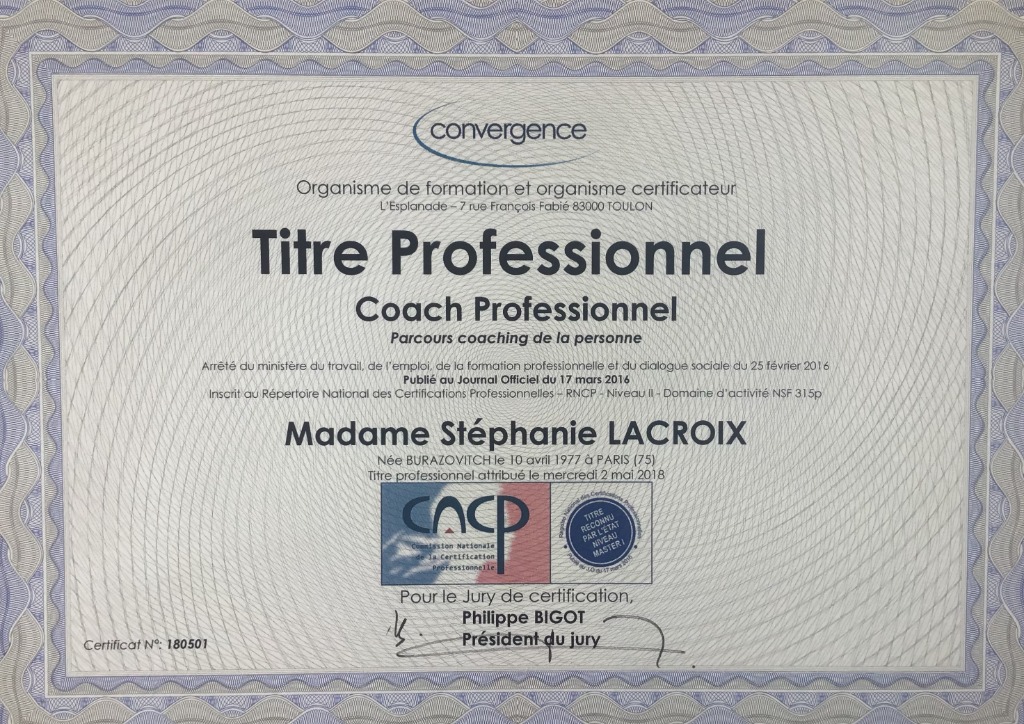 convergence
Organisme de formation et organisme certificateur
L'Esplanade – 7 rue François Fabié 83000 TOULON
Titre Professionnel
Coach Professionnel
Parcours coaching de la personne
Arrêté du ministère du travail, de l'emploi, de la formation professionnelle et du dialogue sociale du 25 février 2016
Publié au Journal Officiel du 17 mars 2016
Inscrit au Répertoire National des Certifications Professionnelles – RNCP - Niveau II - Domaine d'activité NSF 315p
Madame Stéphanie LACROIX
Née BURAZOVITCH le 10 avril 1977 à PARIS (75)
Titre professionnel attribué le mercredi 2 mai 2018
CNCP
Commission Nationale
de la Certification
Professionnelle
TITRE
RECONNU
PAR L'ÉTAT
NIVEAU
MASTER I
Pour le Jury de certification,
Philippe BIGOT
Président du jury
Certificat N°: 180501